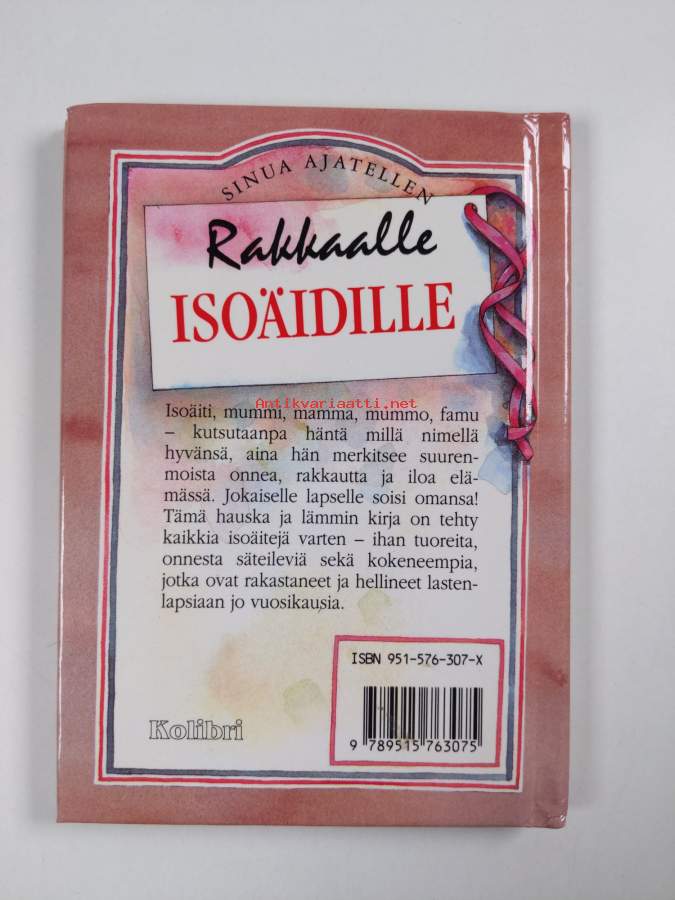 SINUA AJATELLEN
Rakkaalle
ISOÄIDILLE
Antikvariaatti.net
Isoäiti, mummi, mamma, mummo, famu
– kutsutaanpa häntä millä nimellä
hyvänsä, aina hän merkitsee suuren-
moista onnea, rakkautta ja iloa elä-
mässä. Jokaiselle lapselle soisi omansa!
Tämä hauska ja lämmin kirja on tehty
kaikkia isoäitejä varten – ihan tuoreita,
onnesta säteileviä sekä kokeneempia,
jotka ovat rakastaneet ja hellineet lasten-
lapsiaan jo vuosikausia.
ISBN 951-576-307-X
9 789515 763075
Kolibri